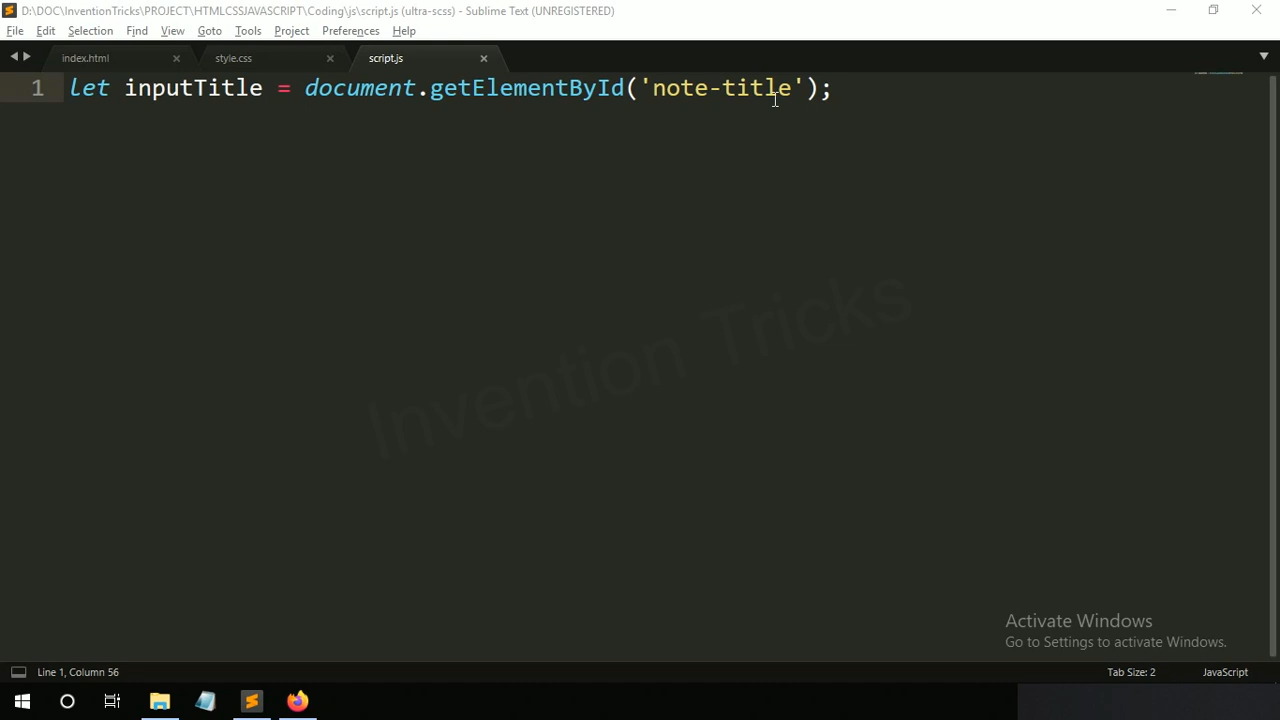 D:\DOC\InventionTricks\PROJECT\HTMLCSSJAVASCRIPT\Coding\js\script.js (ultra-scss) - Sublime Text (UNREGISTERED)
File Edit Selection Find View Goto Tools Project Preferences Help
index.html style.css script.js
1 let inputTitle = document.getElementById('note-title');
Invention Tricks
Activate Windows
Go to Settings to activate Windows.
Line 1, Column 56 Tab Size: 2 JavaScript